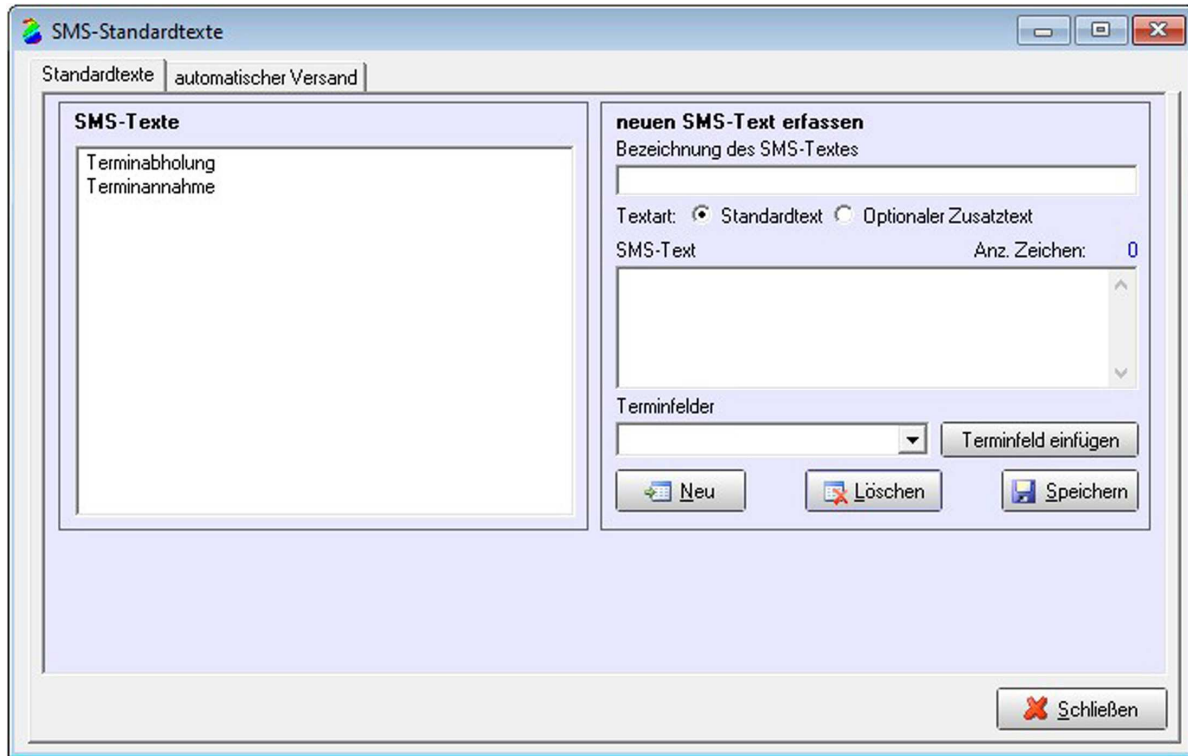 SMS-Standardtexte
Standardtexte automatischer Versand
SMS-Texte
Terminabholung
Terminannahme
neuen SMS-Text erfassen
Bezeichnung des SMS-Textes
Textart: Standardtext Optionaler Zusatztext
SMS-Text Anz. Zeichen: 0
Terminfelder
Terminfeld einfügen
Neu Löschen Speichern
Schließen